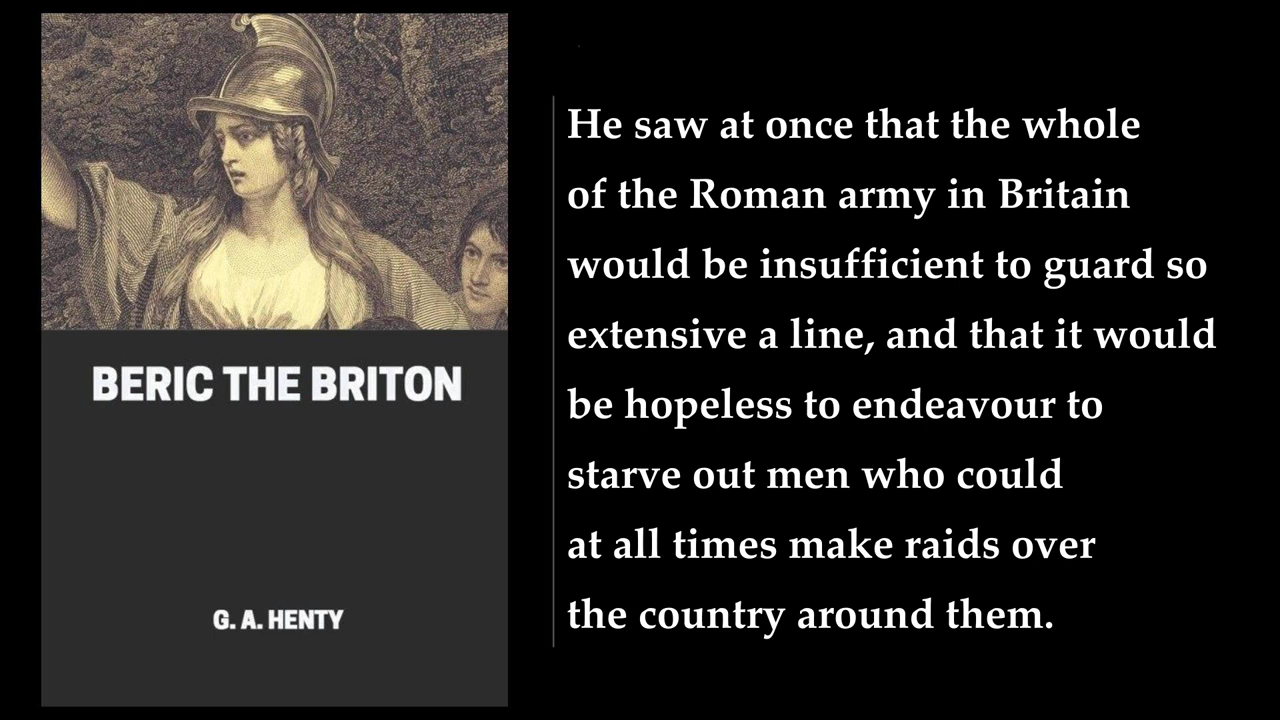 BERIC THE BRITON
G. A. HENTY
He saw at once that the whole
of the Roman army in Britain
would be insufficient to guard so
extensive a line, and that it would
be hopeless to endeavour to
starve out men who could
at all times make raids over
the country around them.